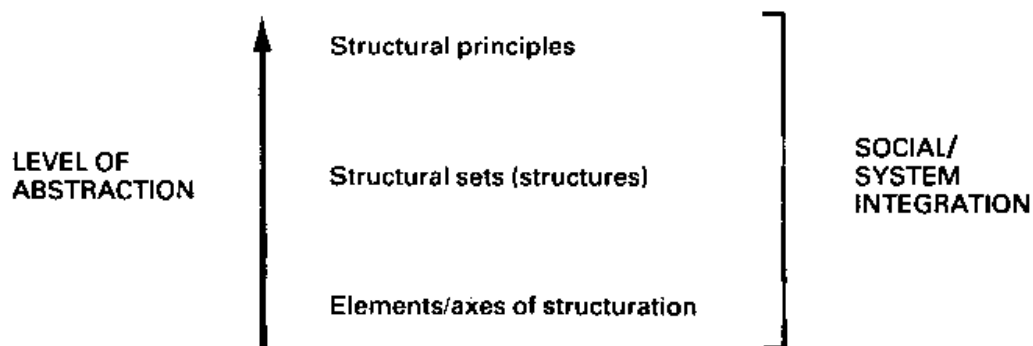 Structural principles
LEVEL OF
ABSTRACTION
Structural sets (structures)
SOCIAL/
SYSTEM
INTEGRATION
Elements/axes of structuration